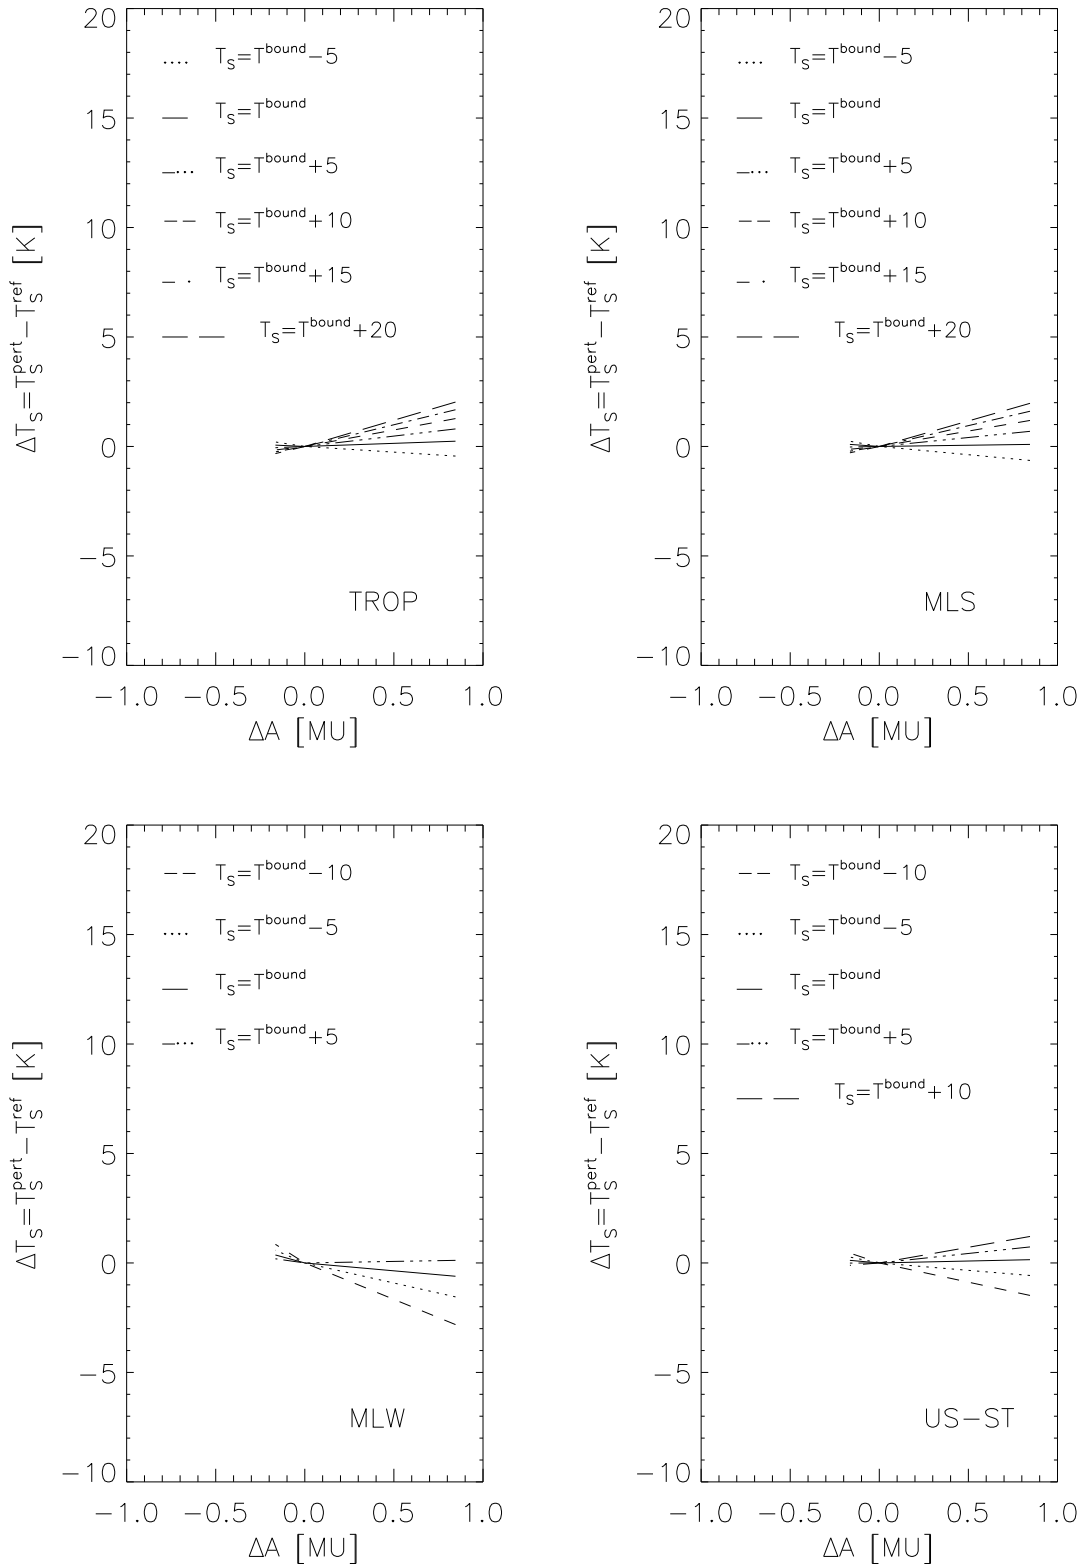 20
T_S=T^bound−5
T_S=T^bound
15
T_S=T^bound+5
T_S=T^bound+10
10
T_S=T^bound+15
T_S=T^bound+20
5
0
−5
−10
TROP
ΔT_S=T_S^pert−T_S^ref [K]
−1.0 −0.5 0.0 0.5 1.0
ΔA [MU]
20
T_S=T^bound−5
T_S=T^bound
15
T_S=T^bound+5
T_S=T^bound+10
10
T_S=T^bound+15
T_S=T^bound+20
5
0
−5
−10
MLS
ΔT_S=T_S^pert−T_S^ref [K]
−1.0 −0.5 0.0 0.5 1.0
ΔA [MU]
20
T_S=T^bound−10
T_S=T^bound−5
15
T_S=T^bound
T_S=T^bound+5
10
5
0
−5
−10
MLW
ΔT_S=T_S^pert−T_S^ref [K]
−1.0 −0.5 0.0 0.5 1.0
ΔA [MU]
20
T_S=T^bound−10
T_S=T^bound−5
15
T_S=T^bound
T_S=T^bound+5
10
T_S=T^bound+10
5
0
−5
−10
US−ST
ΔT_S=T_S^pert−T_S^ref [K]
−1.0 −0.5 0.0 0.5 1.0
ΔA [MU]